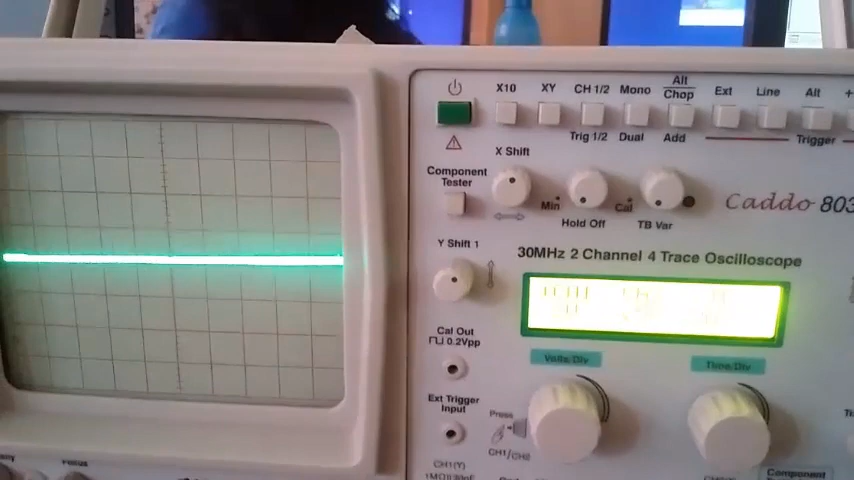 X10 XY CH 1/2 Mono Alt Ext Line Alt
Chop
Trig 1/2 Dual Add Trigger
X Shift
Component
Tester
Min Cal
Hold Off TB Var
Caddo 803
Y Shift 1
30MHz 2 Channel 4 Trace Oscilloscope
Cal Out
0.2Vpp
Volts/Div Time/Div
Ext Trigger
Input
Press
CH1/CH2
CH1(Y)
Focus
Component